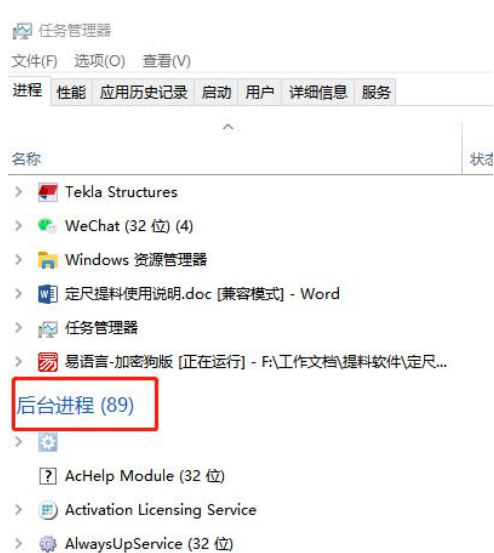 任务管理器
文件(F) 选项(O) 查看(V)
进程 性能 应用历史记录 启动 用户 详细信息 服务
名称 状态
Tekla Structures
WeChat (32 位) (4)
Windows 资源管理器
定尺提料使用说明.doc [兼容模式] - Word
任务管理器
易语言-加密狗版 [正在运行] - F:\工作文档\提料软件\定尺...
后台进程 (89)
AcHelp Module (32 位)
Activation Licensing Service
AlwaysUpService (32 位)